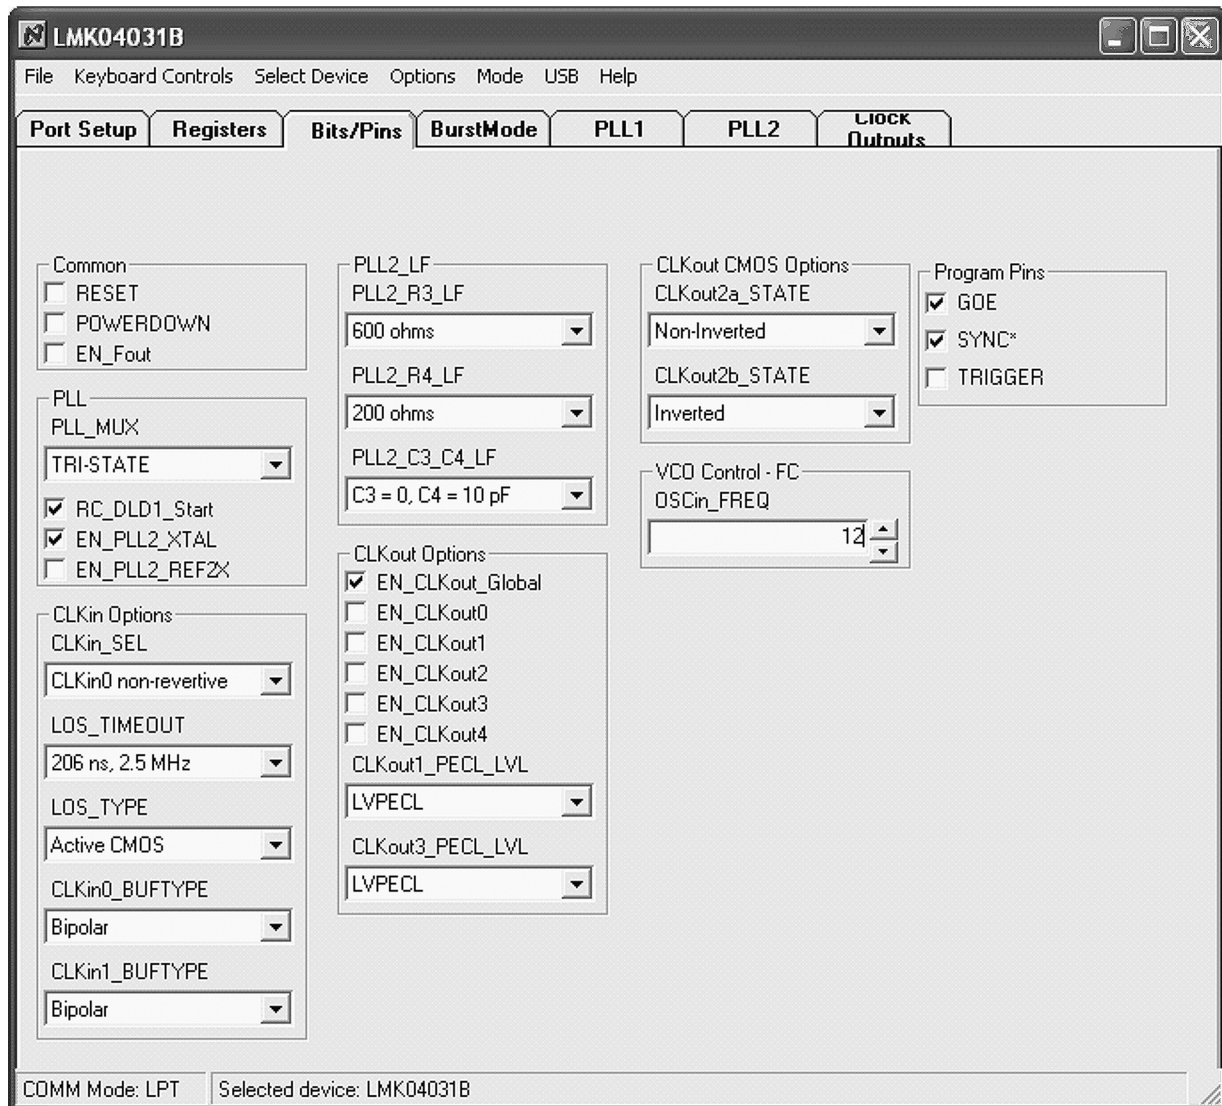 LMK04031B
File Keyboard Controls Select Device Options Mode USB Help
Port Setup Registers Bits/Pins BurstMode PLL1 PLL2 Clock
Outputs
Common
RESET
POWERDOWN
EN_Fout
PLL
PLL_MUX
TRI-STATE
RC_DLD1_Start
EN_PLL2_XTAL
EN_PLL2_REF2X
CLKin Options
CLKin_SEL
CLKin0 non-revertive
LOS_TIMEOUT
206 ns, 2.5 MHz
LOS_TYPE
Active CMOS
CLKin0_BUFTYPE
Bipolar
CLKin1_BUFTYPE
Bipolar
PLL2_LF
PLL2_R3_LF
600 ohms
PLL2_R4_LF
200 ohms
PLL2_C3_C4_LF
C3 = 0, C4 = 10 pF
CLKout Options
EN_CLKout_Global
EN_CLKout0
EN_CLKout1
EN_CLKout2
EN_CLKout3
EN_CLKout4
CLKout1_PECL_LVL
LVPECL
CLKout3_PECL_LVL
LVPECL
CLKout CMOS Options
CLKout2a_STATE
Non-Inverted
CLKout2b_STATE
Inverted
VCO Control - FC
OSCin_FREQ
12
Program Pins
GOE
SYNC*
TRIGGER
COMM Mode: LPT Selected device: LMK04031B